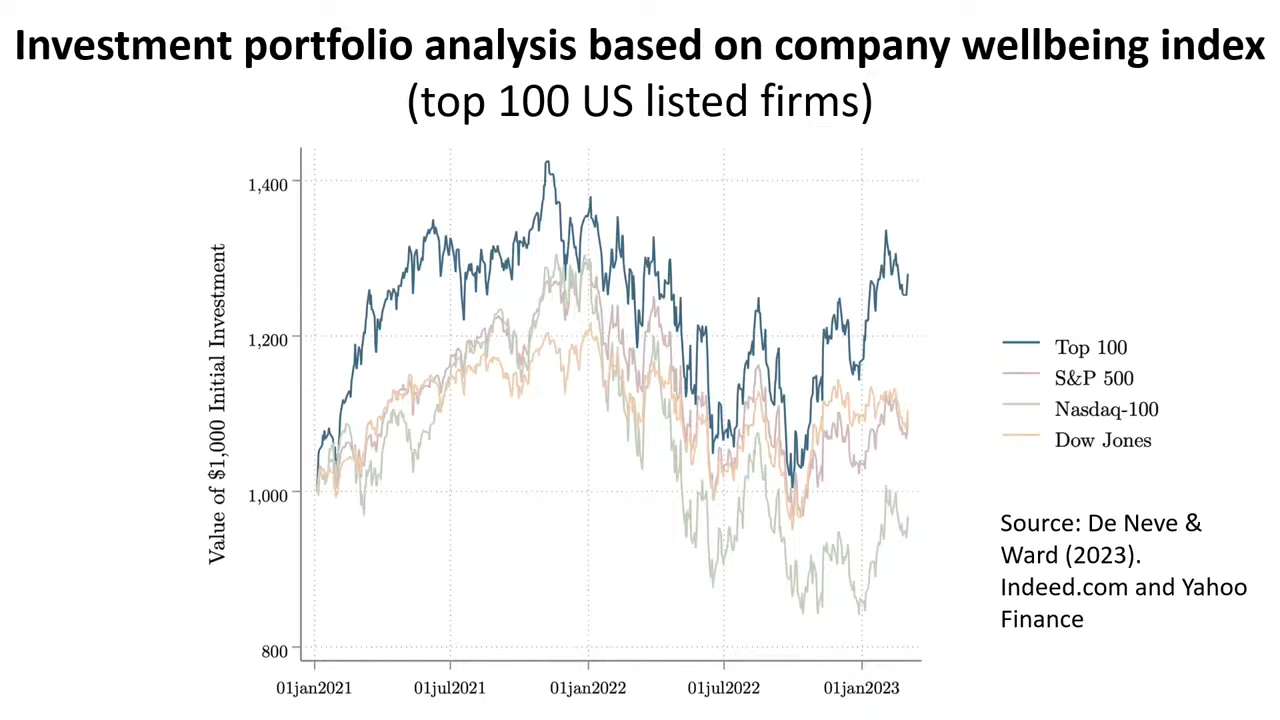 Investment portfolio analysis based on company wellbeing index
(top 100 US listed firms)
Value of $1,000 Initial Investment
1,400
1,200
1,000
800
01jan2021
01jul2021
01jan2022
01jul2022
01jan2023
Top 100
S&P 500
Nasdaq-100
Dow Jones
Source: De Neve &
Ward (2023).
Indeed.com and Yahoo
Finance